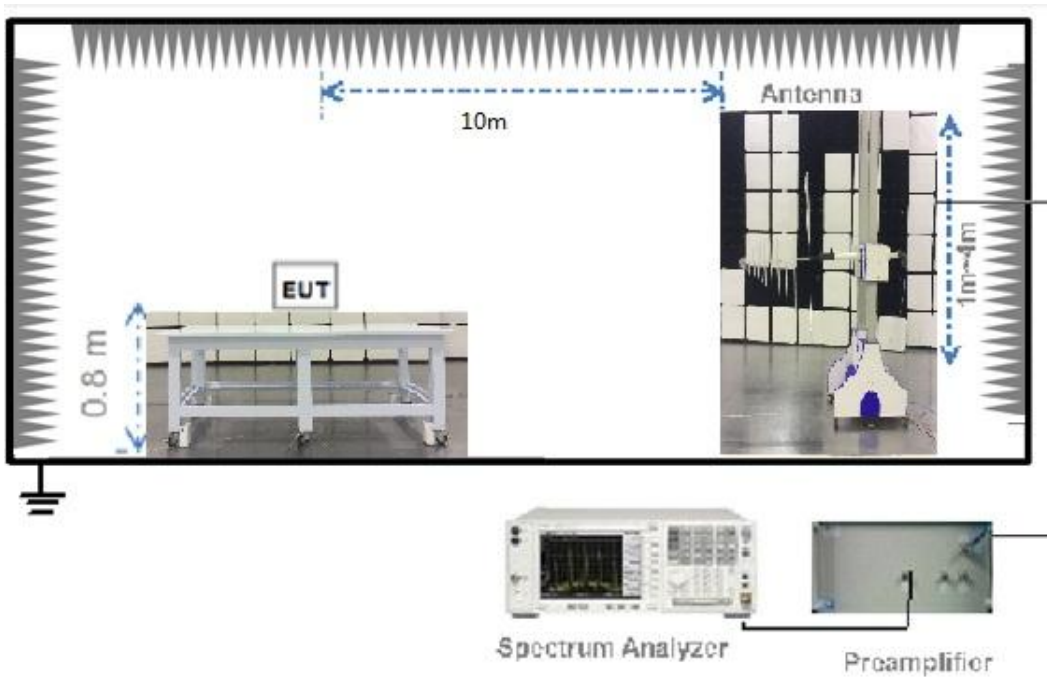 Antenna
10m
1m~4m
EUT
0.8 m
Spectrum Analyzer
Preamplifier